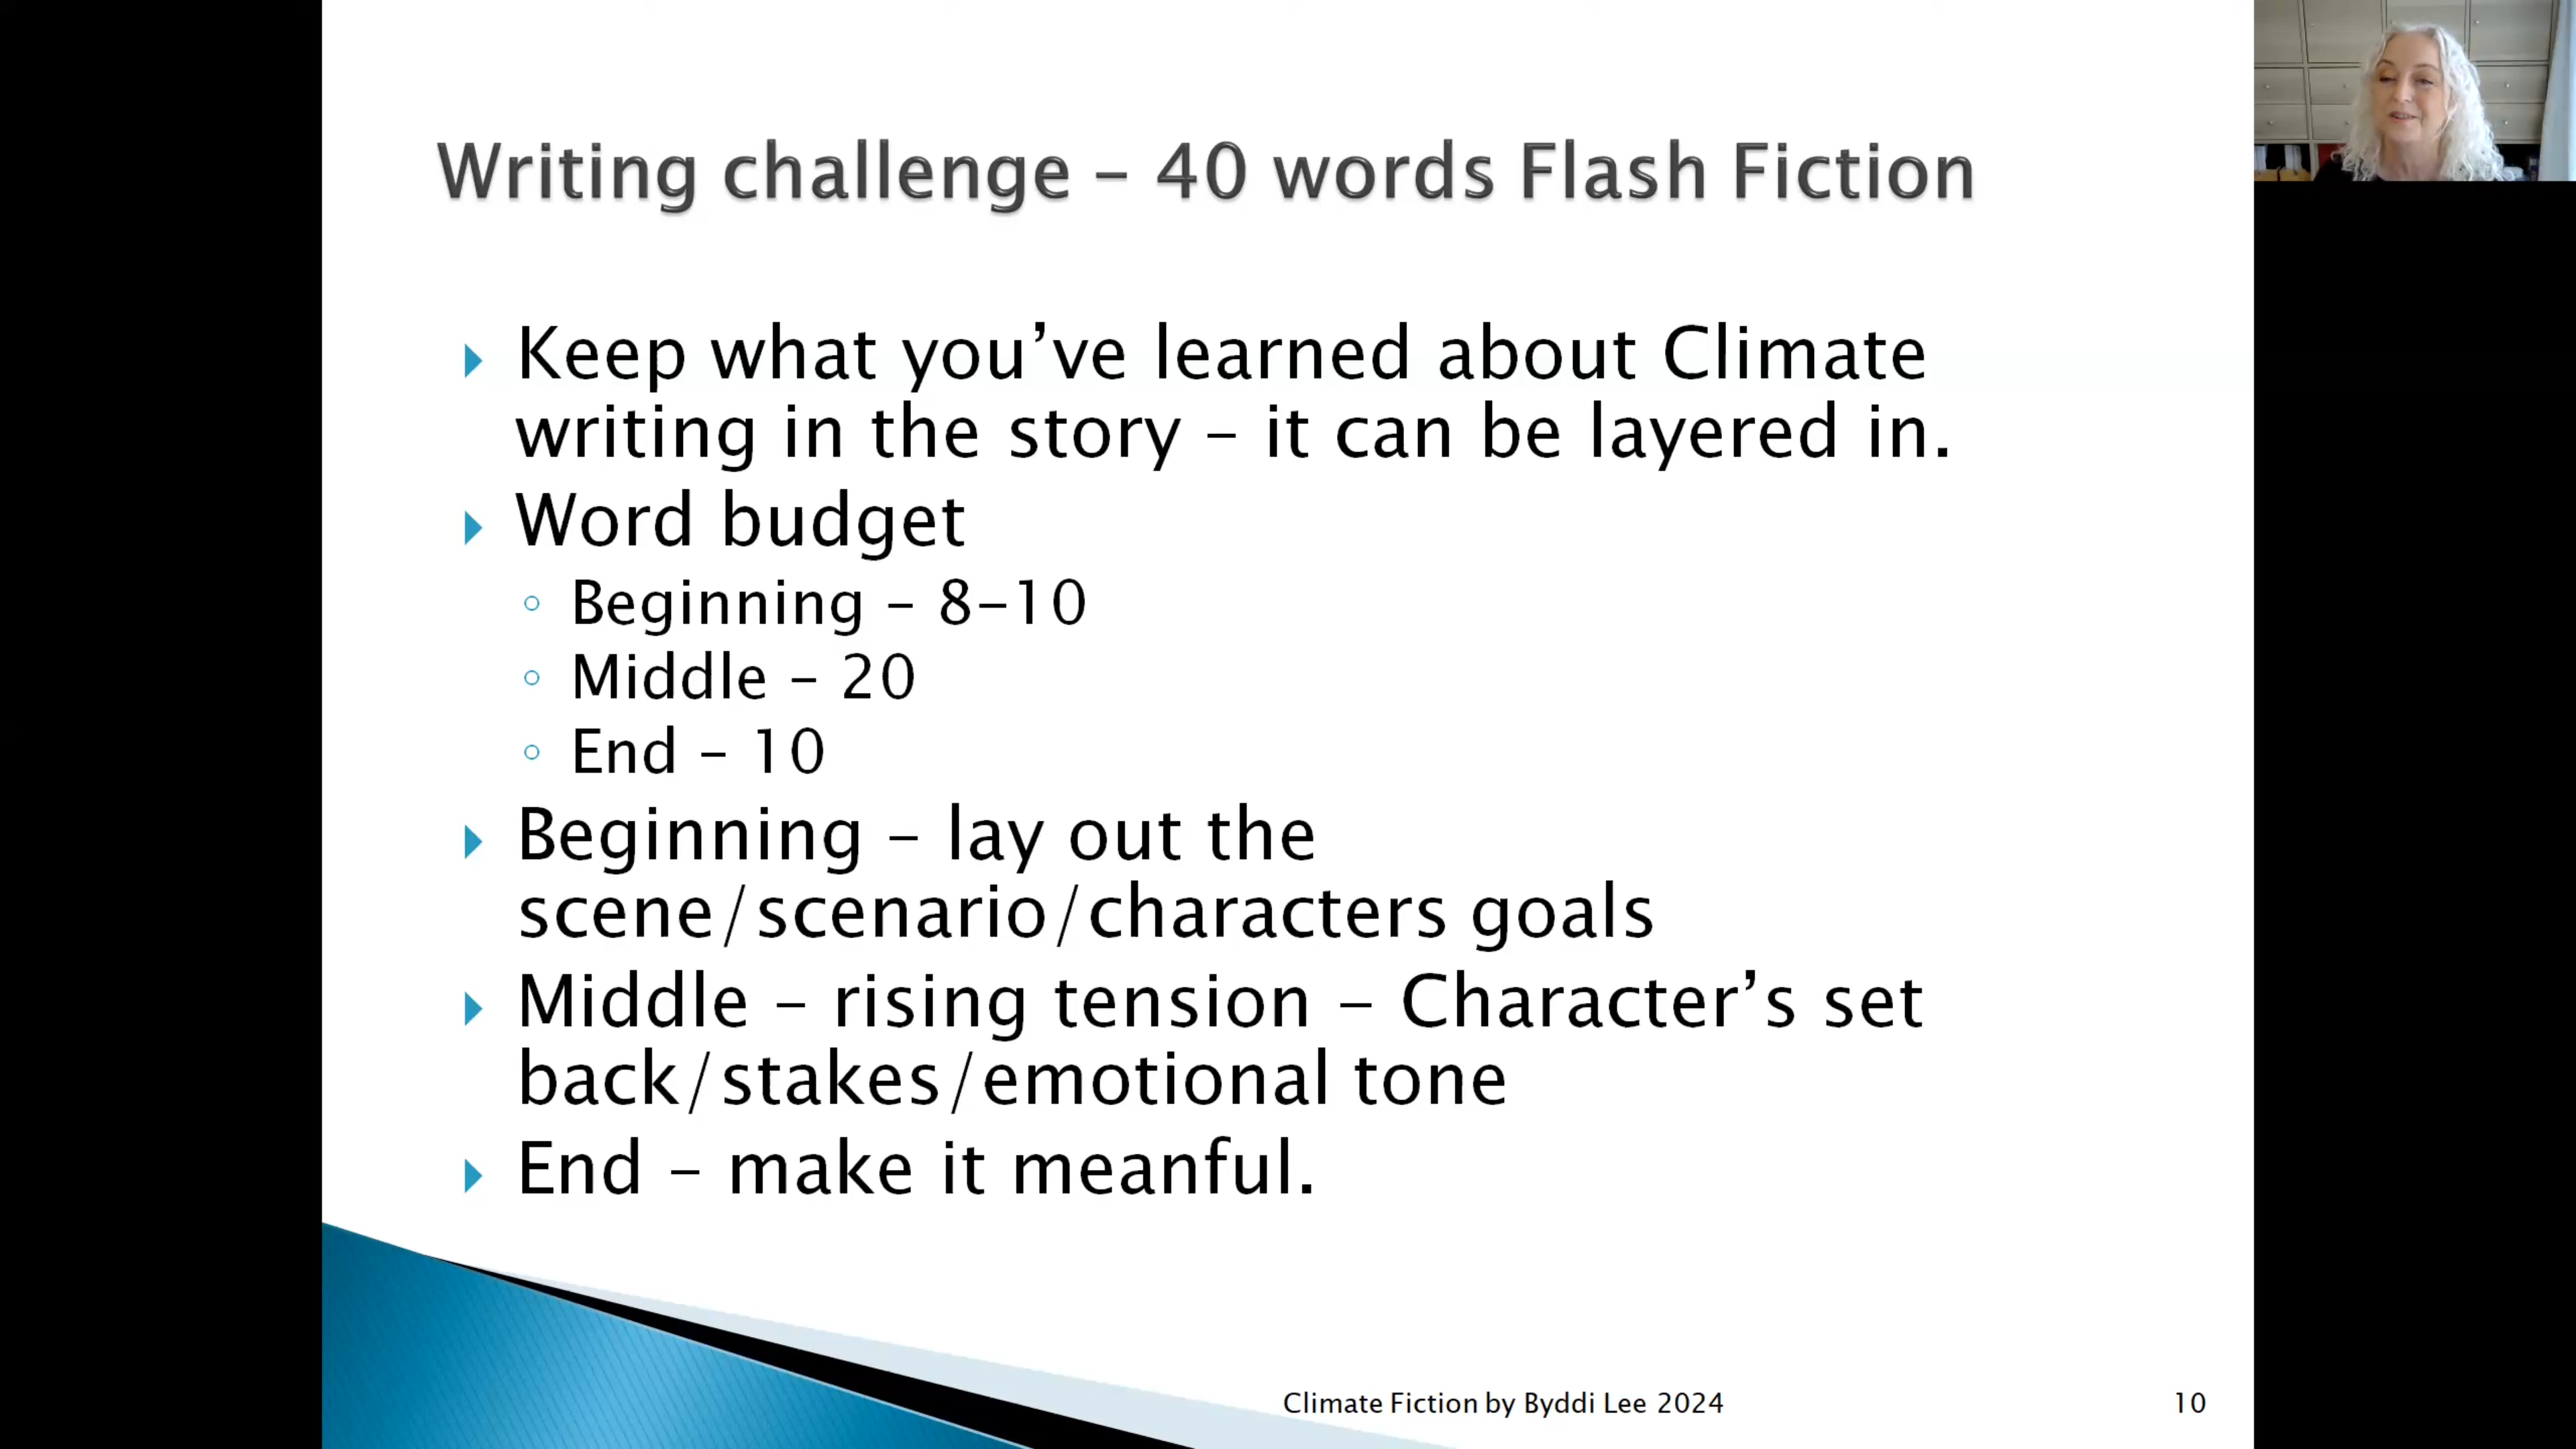 Writing challenge – 40 words Flash Fiction
Keep what you’ve learned about Climate
writing in the story – it can be layered in.
Word budget
Beginning – 8-10
Middle – 20
End – 10
Beginning – lay out the
scene/scenario/characters goals
Middle – rising tension – Character’s set
back/stakes/emotional tone
End – make it meanful.
Climate Fiction by Byddi Lee 2024
10